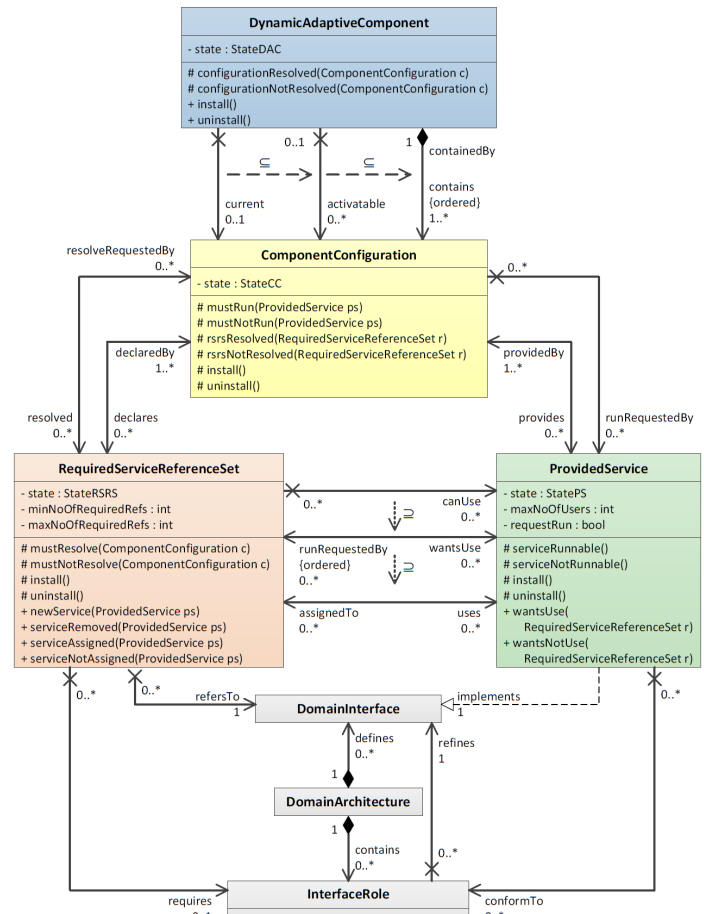 DynamicAdaptiveComponent
- state : StateDAC
# configurationResolved(ComponentConfiguration c)
# configurationNotResolved(ComponentConfiguration c)
+ install()
+ uninstall()
0..1
1
containedBy
⊆
⊆
contains
{ordered}
1..*
current
0..1
activatable
0..*
resolveRequestedBy
0..*
ComponentConfiguration
0..*
- state : StateCC
# mustRun(ProvidedService ps)
# mustNotRun(ProvidedService ps)
# rsrsResolved(RequiredServiceReferenceSet r)
# rsrsNotResolved(RequiredServiceReferenceSet r)
# install()
# uninstall()
declaredBy
1..*
providedBy
1..*
resolved
0..*
declares
0..*
provides
0..*
runRequestedBy
0..*
RequiredServiceReferenceSet
- state : StateRSRS
- minNoOfRequiredRefs : int
- maxNoOfRequiredRefs : int
# mustResolve(ComponentConfiguration c)
# mustNotResolve(ComponentConfiguration c)
# install()
# uninstall()
+ newService(ProvidedService ps)
+ serviceRemoved(ProvidedService ps)
+ serviceAssigned(ProvidedService ps)
+ serviceNotAssigned(ProvidedService ps)
0..*
canUse
0..*
⊇
runRequestedBy
{ordered}
0..*
wantsUse
0..*
⊇
assignedTo
0..*
uses
0..*
ProvidedService
- state : StatePS
- maxNoOfUsers : int
- requestRun : bool
# serviceRunnable()
# serviceNotRunnable()
# install()
# uninstall()
+ wantsUse(
RequiredServiceReferenceSet r)
+ wantsNotUse(
RequiredServiceReferenceSet r)
0..*
0..*
refersTo
1
DomainInterface
implements
1
0..*
defines
0..*
refines
1
1
DomainArchitecture
1
contains
0..*
0..*
InterfaceRole
requires
conformTo